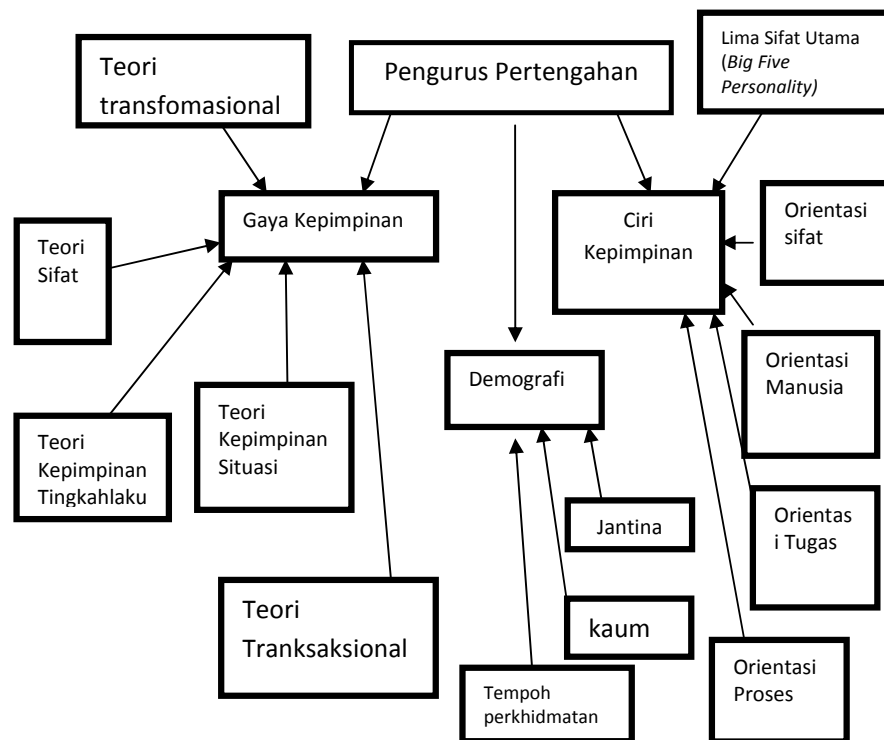 Teori
transfomasional
Pengurus Pertengahan
Lima Sifat Utama
(Big Five
Personality)
Gaya Kepimpinan
Ciri
Kepimpinan
Orientasi
sifat
Teori
Sifat
Orientasi
Manusia
Demografi
Teori
Kepimpinan
Situasi
Teori
Kepimpinan
Tingkahlaku
Jantina
Orientas
i Tugas
Teori
Tranksaksional
kaum
Orientasi
Proses
Tempoh
perkhidmatan